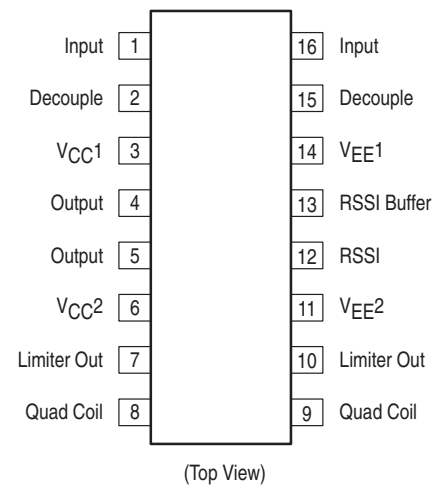 Input 1 16 Input
Decouple 2 15 Decouple
VCC1 3 14 VEE1
Output 4 13 RSSI Buffer
Output 5 12 RSSI
VCC2 6 11 VEE2
Limiter Out 7 10 Limiter Out
Quad Coil 8 9 Quad Coil
(Top View)